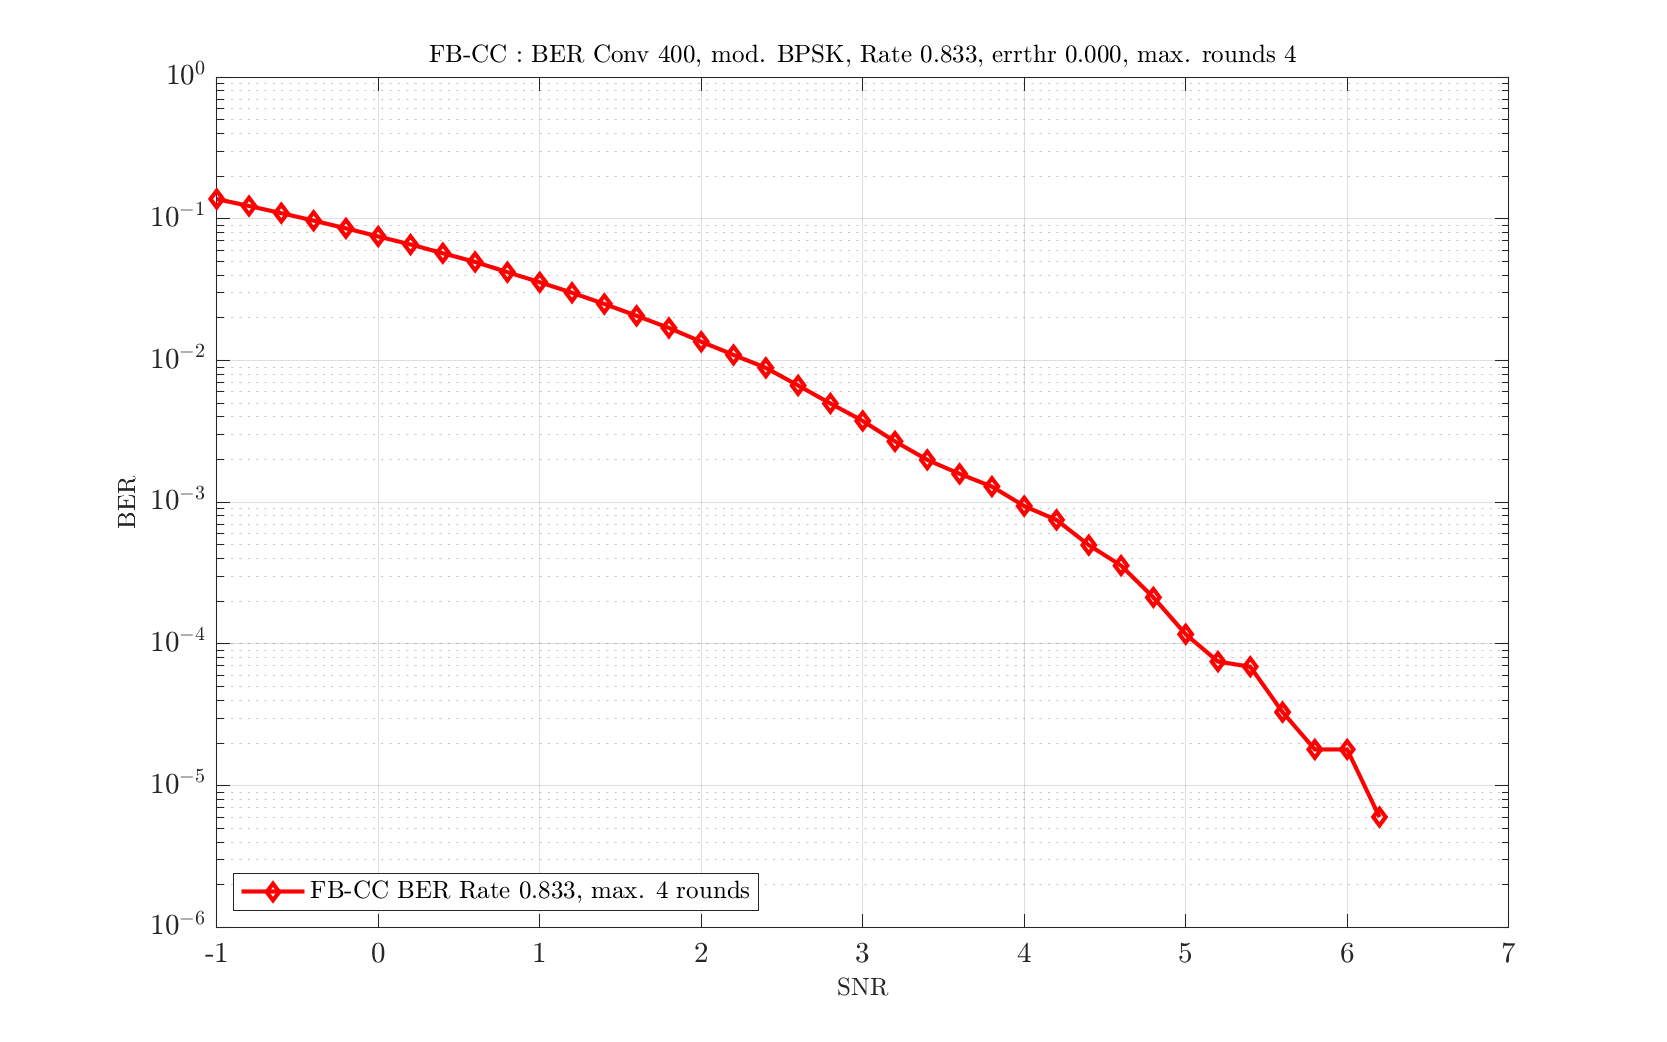 FB-CC : BER Conv 400, mod. BPSK, Rate 0.833, errthr 0.000, max. rounds 4
10^0
10^-1
10^-2
10^-3
10^-4
10^-5
10^-6
BER
FB-CC BER Rate 0.833, max. 4 rounds
-1 0 1 2 3 4 5 6 7
SNR